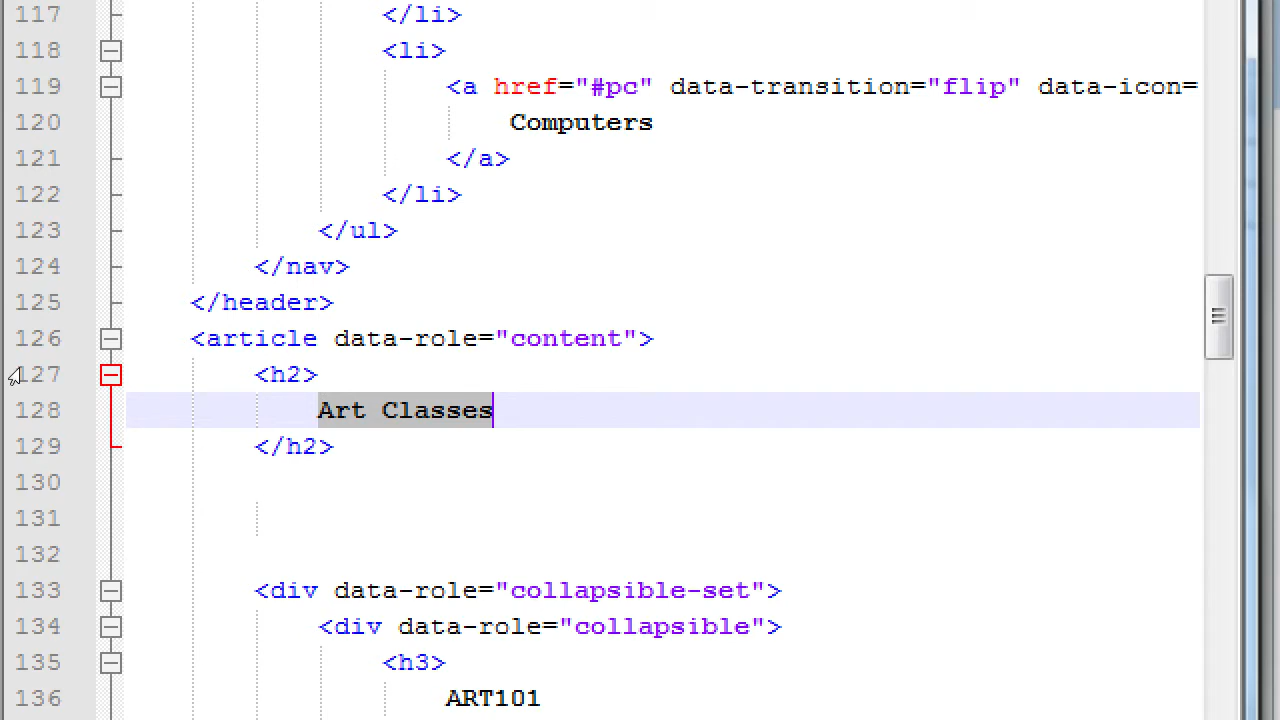 117 </li>
118 <li>
119 <a href="#pc" data-transition="flip" data-icon=
120 Computers
121 </a>
122 </li>
123 </ul>
124 </nav>
125 </header>
126 <article data-role="content">
127 <h2>
128 Art Classes
129 </h2>
130
131
132
133 <div data-role="collapsible-set">
134 <div data-role="collapsible">
135 <h3>
136 ART101